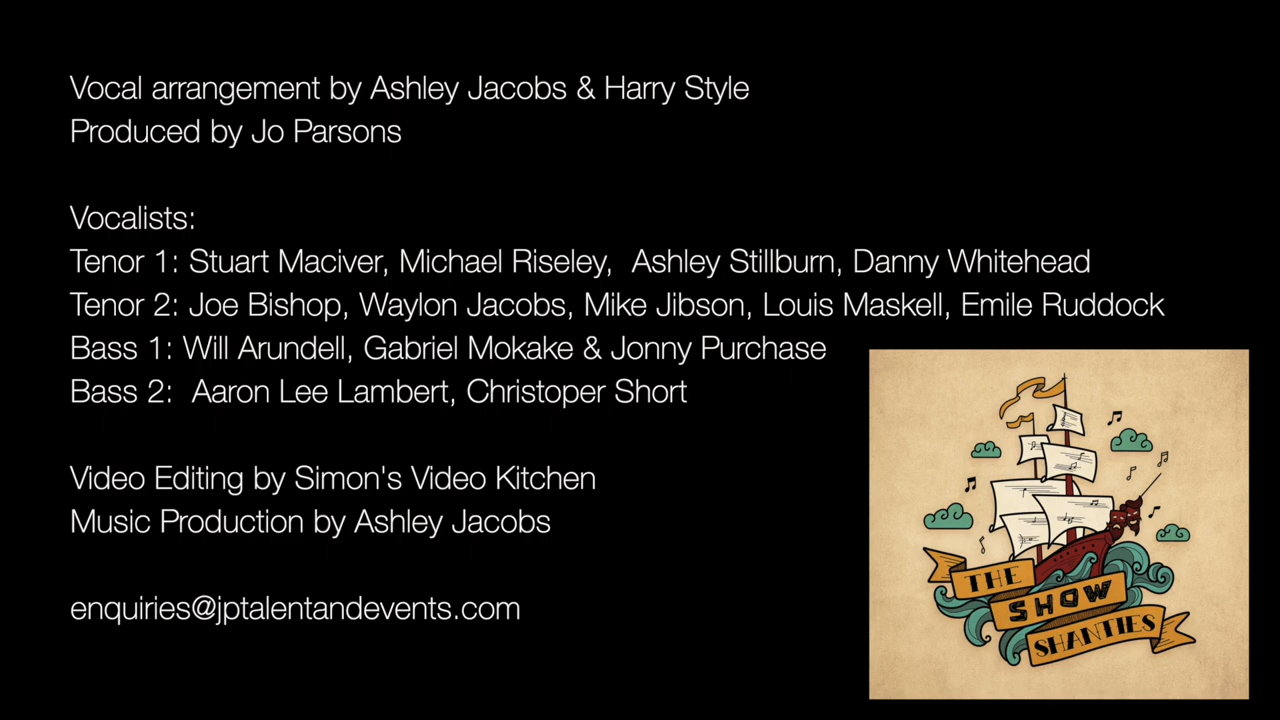 Vocal arrangement by Ashley Jacobs & Harry Style
Produced by Jo Parsons
Vocalists:
Tenor 1: Stuart Maciver, Michael Riseley,  Ashley Stillburn, Danny Whitehead
Tenor 2: Joe Bishop, Waylon Jacobs, Mike Jibson, Louis Maskell, Emile Ruddock
Bass 1: Will Arundell, Gabriel Mokake & Jonny Purchase
Bass 2:  Aaron Lee Lambert, Christoper Short
Video Editing by Simon's Video Kitchen
Music Production by Ashley Jacobs
enquiries@jptalentandevents.com
THE
SHOW
SHANTIES